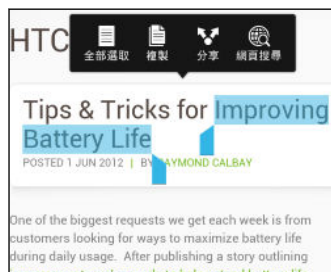 HTC
全部選取 複製 分享 網頁搜尋
Tips & Tricks for Improving
Battery Life
POSTED 1 JUN 2012 | BY RAYMOND CALBAY
One of the biggest requests we get each week is from
customers looking for ways to maximize battery life
during daily usage. After publishing a story outlining